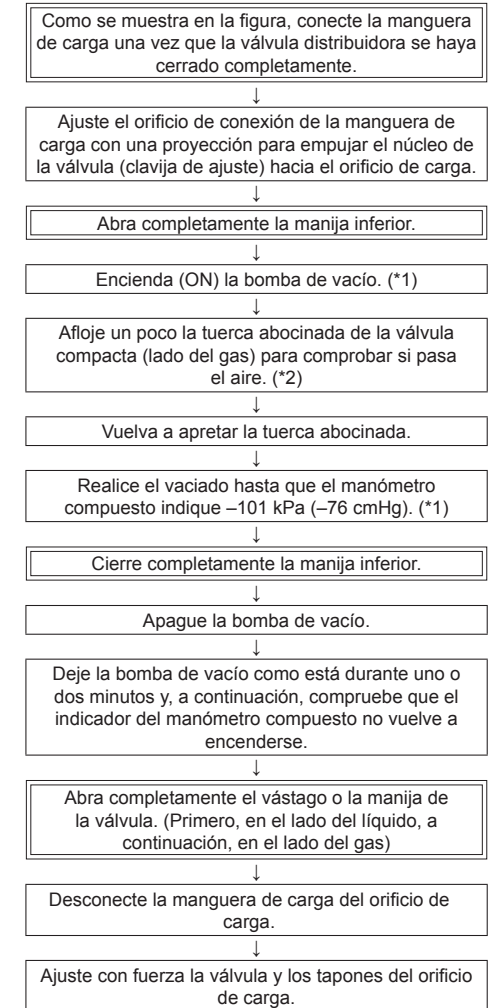 Como se muestra en la figura, conecte la manguera
de carga una vez que la válvula distribuidora se haya
cerrado completamente.
↓
Ajuste el orificio de conexión de la manguera de
carga con una proyección para empujar el núcleo de
la válvula (clavija de ajuste) hacia el orificio de carga.
↓
Abra completamente la manija inferior.
↓
Encienda (ON) la bomba de vacío. (*1)
↓
Afloje un poco la tuerca abocinada de la válvula
compacta (lado del gas) para comprobar si pasa
el aire. (*2)
↓
Vuelva a apretar la tuerca abocinada.
↓
Realice el vaciado hasta que el manómetro
compuesto indique –101 kPa (–76 cmHg). (*1)
↓
Cierre completamente la manija inferior.
↓
Apague la bomba de vacío.
↓
Deje la bomba de vacío como está durante uno o
dos minutos y, a continuación, compruebe que el
indicador del manómetro compuesto no vuelve a
encenderse.
↓
Abra completamente el vástago o la manija de
la válvula. (Primero, en el lado del líquido, a
continuación, en el lado del gas)
↓
Desconecte la manguera de carga del orificio de
carga.
↓
Ajuste con fuerza la válvula y los tapones del orificio
de carga.